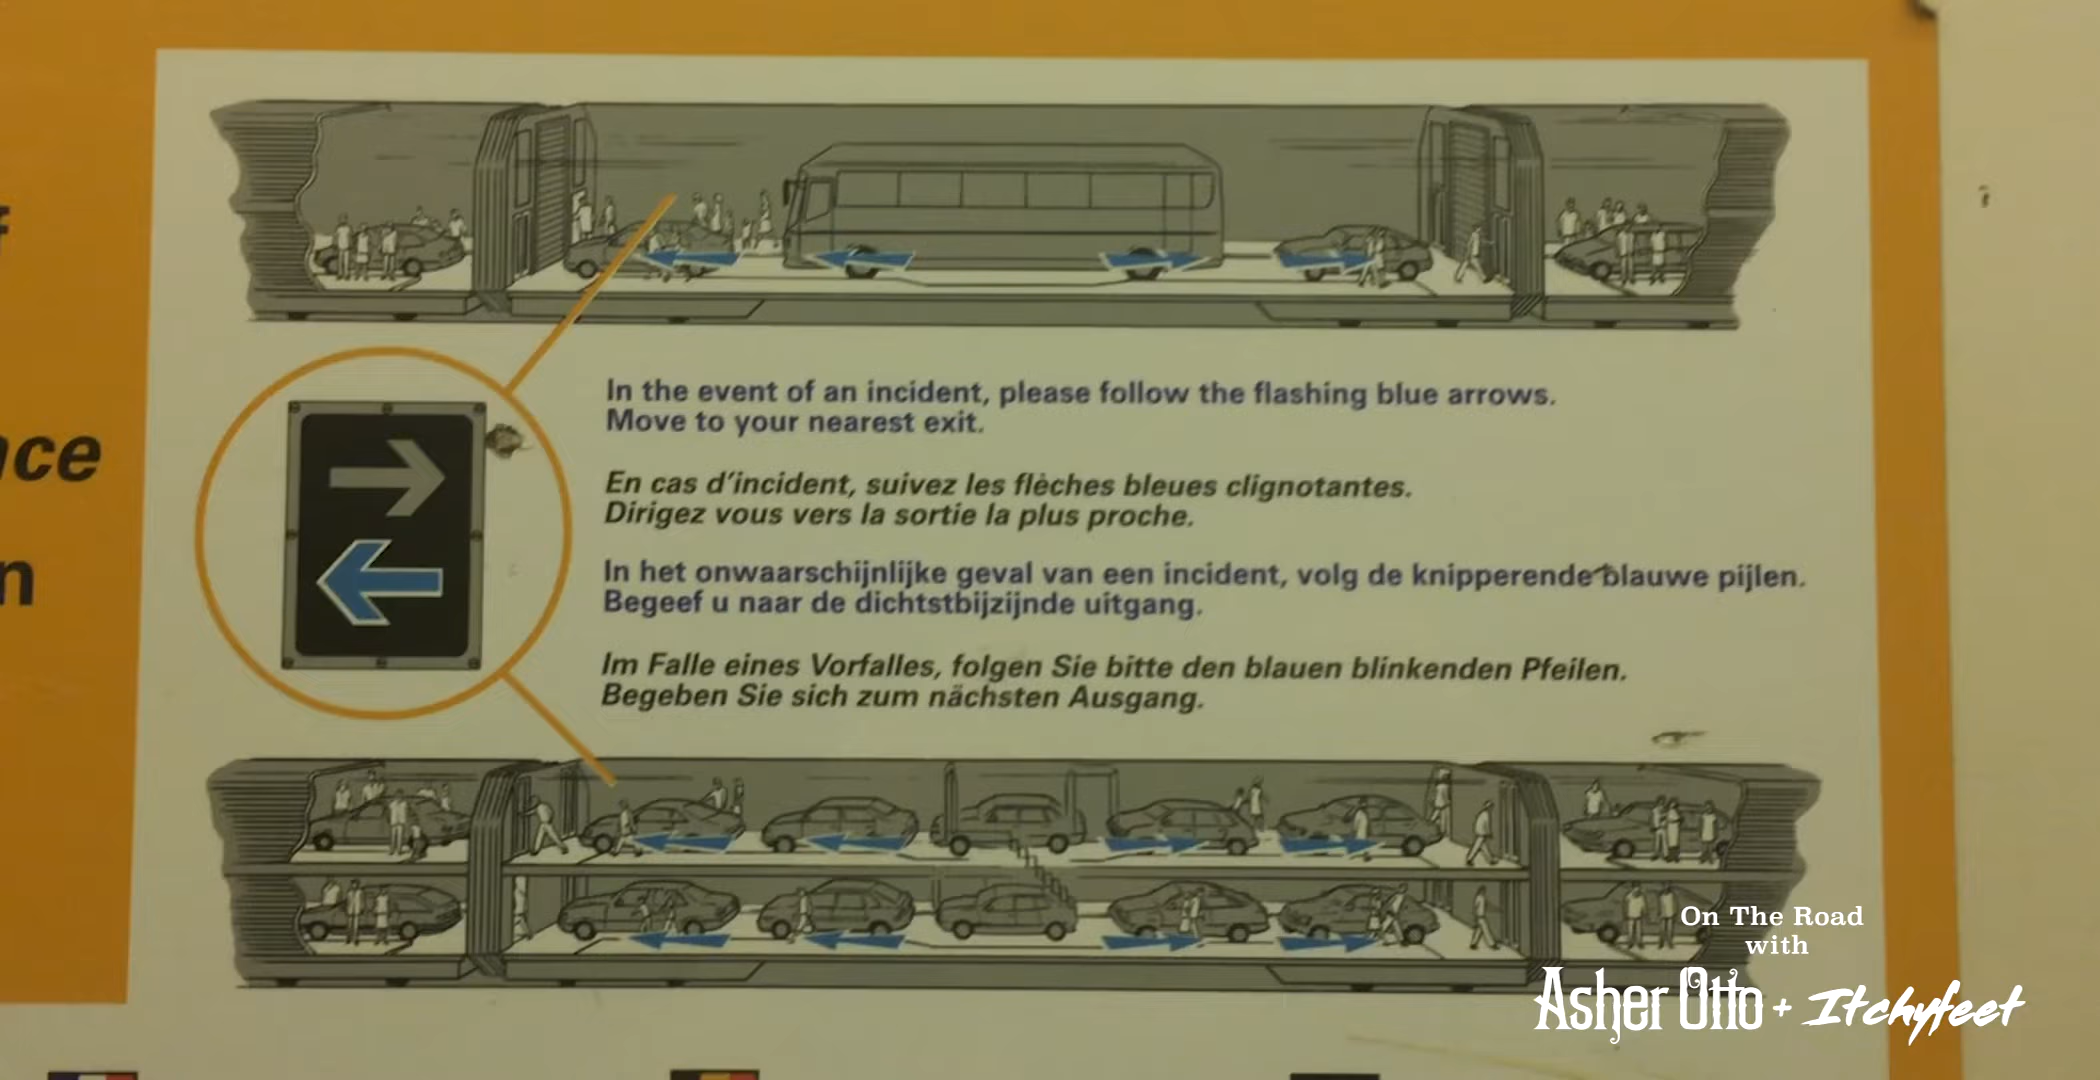 f
nce
n
In the event of an incident, please follow the flashing blue arrows.
Move to your nearest exit.
En cas d'incident, suivez les flèches bleues clignotantes.
Dirigez vous vers la sortie la plus proche.
In het onwaarschijnlijke geval van een incident, volg de knipperende blauwe pijlen.
Begeef u naar de dichtstbijzijnde uitgang.
Im Falle eines Vorfalles, folgen Sie bitte den blauen blinkenden Pfeilen.
Begeben Sie sich zum nächsten Ausgang.
On The Road
with
Asher Otto + Itchyfeet